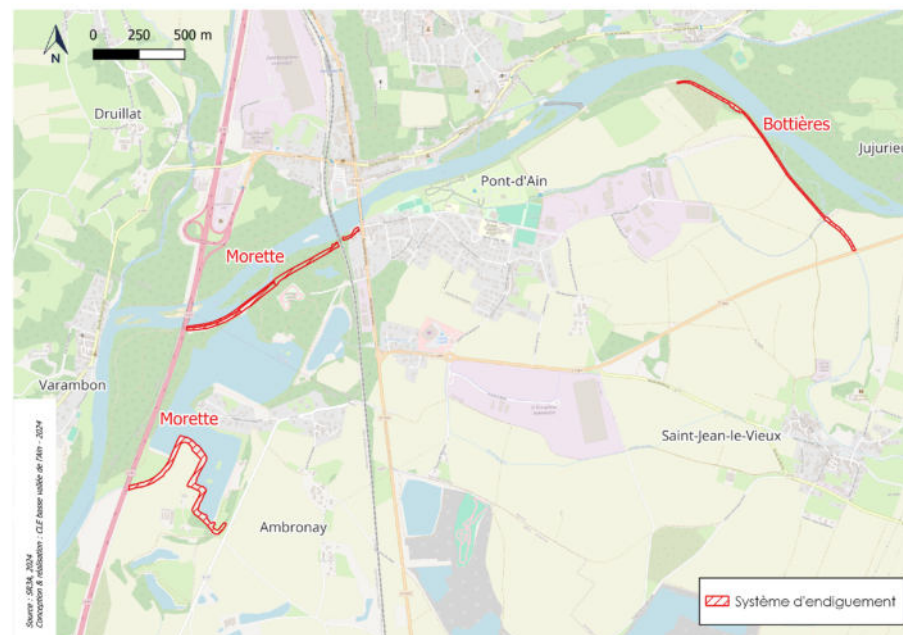 N
0 250 500 m
Druillat
Bottières
Jujurieu
Pont-d'Ain
Morette
Varambon
Morette
Saint-Jean-le-Vieux
Ambronay
Source : SR3A, 2024
Conception & réalisation : CLE basse vallée de l'Ain - 2024
Système d'endiguement